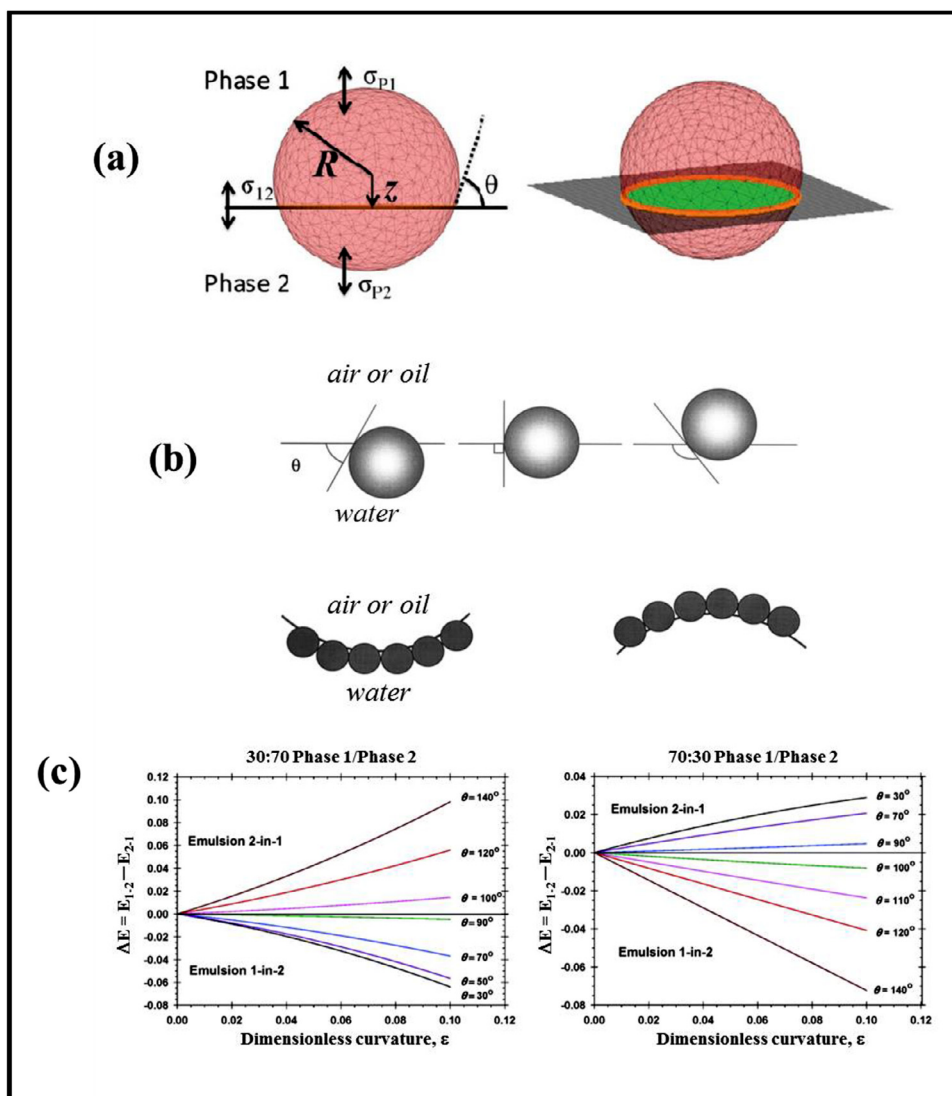 (a)
Phase 1
σP1
R
z
θ
σ12
Phase 2
σP2
(b)
air or oil
θ
water
air or oil
water
(c)
30:70 Phase 1/Phase 2
ΔE = E1-2 — E2-1
0.12
0.10
0.08
0.06
0.04
0.02
0.00
-0.02
-0.04
-0.06
-0.08
Emulsion 2-in-1
Emulsion 1-in-2
θ = 140°
θ = 120°
θ = 100°
θ = 90°
θ = 70°
θ = 50°
θ = 30°
0.00 0.02 0.04 0.06 0.08 0.10 0.12
Dimensionless curvature, ε
70:30 Phase 1/Phase 2
ΔE = E1-2 — E2-1
0.04
0.02
0.00
-0.02
-0.04
-0.06
-0.08
Emulsion 2-in-1
Emulsion 1-in-2
θ = 30°
θ = 70°
θ = 90°
θ = 100°
θ = 110°
θ = 120°
θ = 140°
0.00 0.02 0.04 0.06 0.08 0.10 0.12
Dimensionless curvature, ε